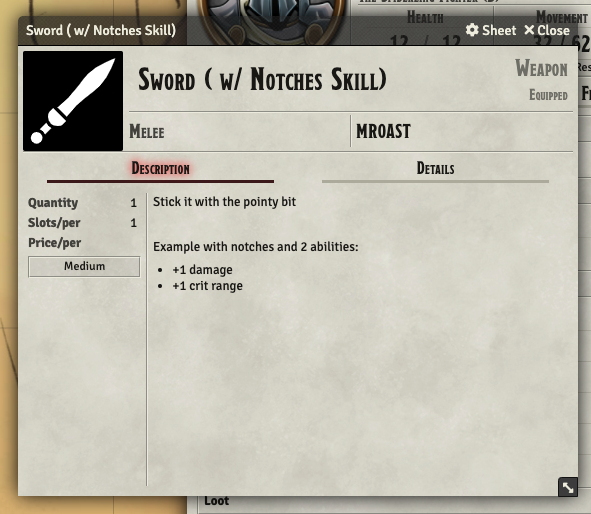 Health
Movement
12 / 12
Sword ( w/ Notches Skill)
Sheet
Close
Sword ( w/ Notches Skill)
Weapon
Equipped
Melee
MROAST
Description
Details
Quantity 1
Slots/per 1
Price/per
Medium
Stick it with the pointy bit
Example with notches and 2 abilities:
• +1 damage
• +1 crit range
Loot